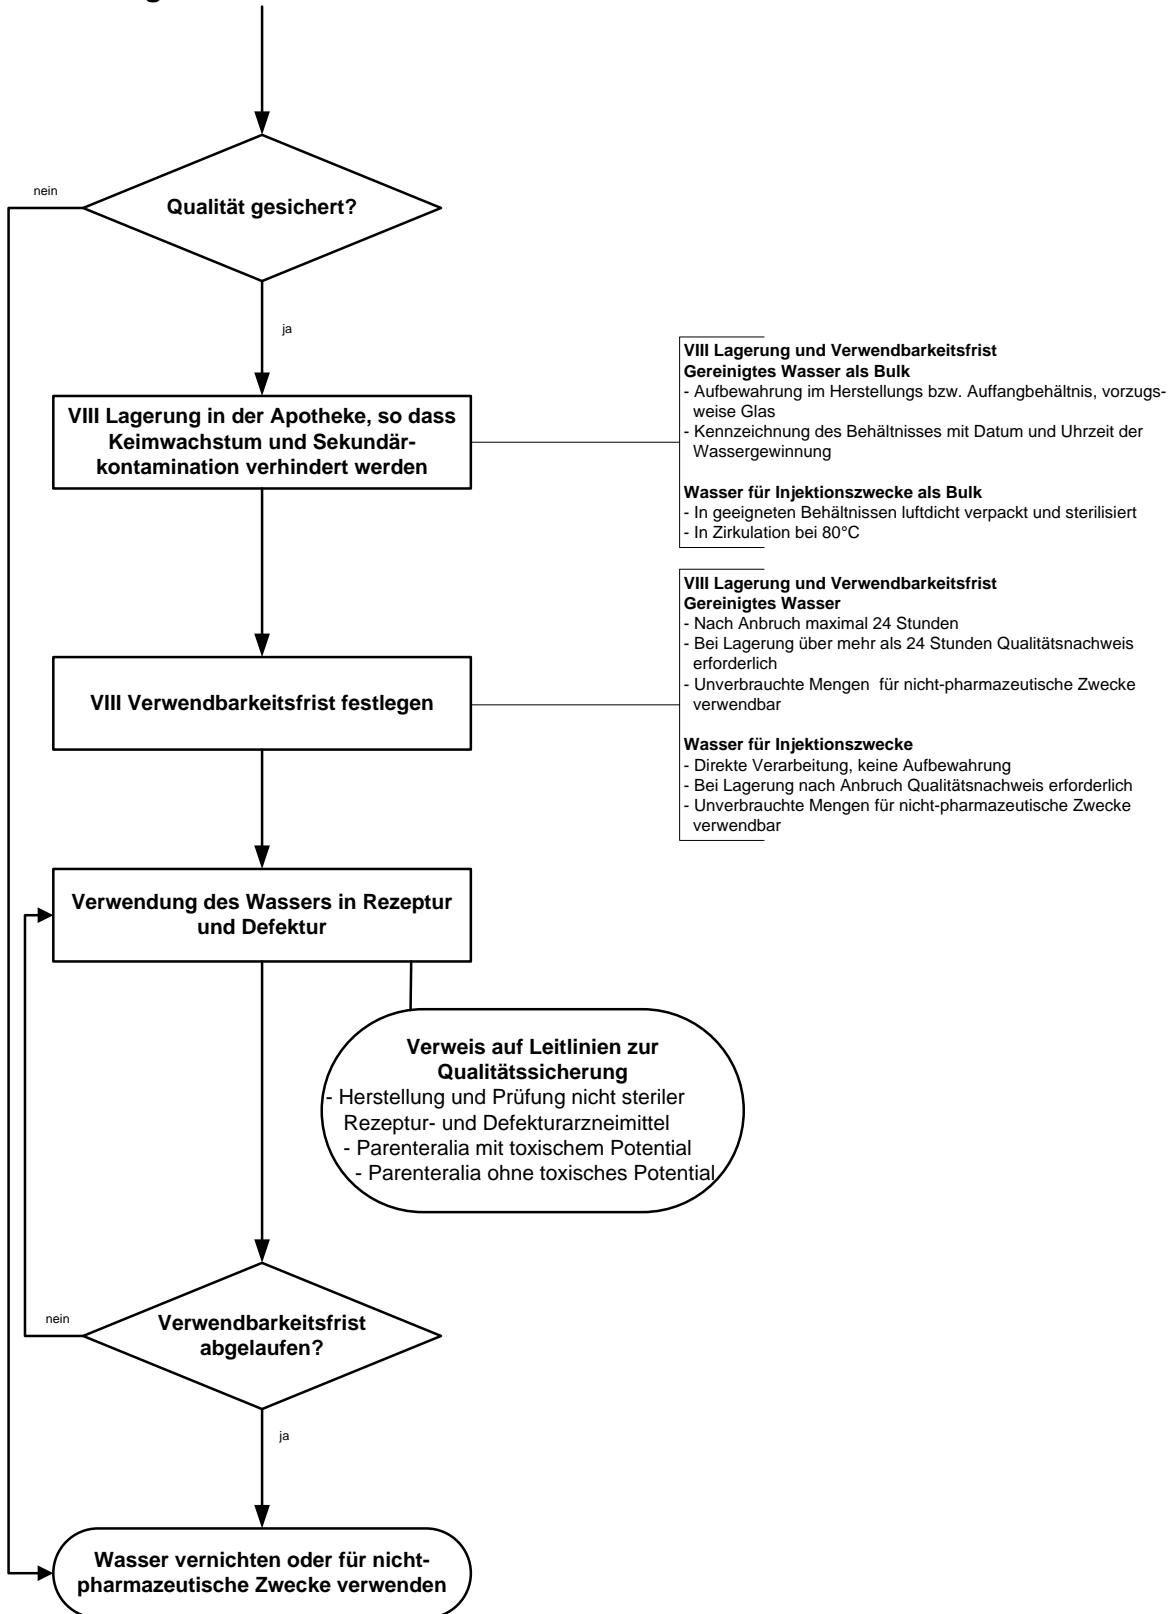 nein
Qualität gesichert?
ja
VIII Lagerung in der Apotheke, so dass
Keimwachstum und Sekundär-
kontamination verhindert werden
VIII Lagerung und Verwendbarkeitsfrist
Gereinigtes Wasser als Bulk
- Aufbewahrung im Herstellungs bzw. Auffangbehältnis, vorzugs-
weise Glas
- Kennzeichnung des Behältnisses mit Datum und Uhrzeit der
Wassergewinnung
Wasser für Injektionszwecke als Bulk
- In geeigneten Behältnissen luftdicht verpackt und sterilisiert
- In Zirkulation bei 80°C
VIII Verwendbarkeitsfrist festlegen
VIII Lagerung und Verwendbarkeitsfrist
Gereinigtes Wasser
- Nach Anbruch maximal 24 Stunden
- Bei Lagerung über mehr als 24 Stunden Qualitätsnachweis
erforderlich
- Unverbrauchte Mengen für nicht-pharmazeutische Zwecke
verwendbar
Wasser für Injektionszwecke
- Direkte Verarbeitung, keine Aufbewahrung
- Bei Lagerung nach Anbruch Qualitätsnachweis erforderlich
- Unverbrauchte Mengen für nicht-pharmazeutische Zwecke
verwendbar
Verwendung des Wassers in Rezeptur
und Defektur
Verweis auf Leitlinien zur
Qualitätssicherung
- Herstellung und Prüfung nicht steriler
Rezeptur- und Defekturarzneimittel
- Parenteralia mit toxischem Potential
- Parenteralia ohne toxisches Potential
nein
Verwendbarkeitsfrist
abgelaufen?
ja
Wasser vernichten oder für nicht-
pharmazeutische Zwecke verwenden